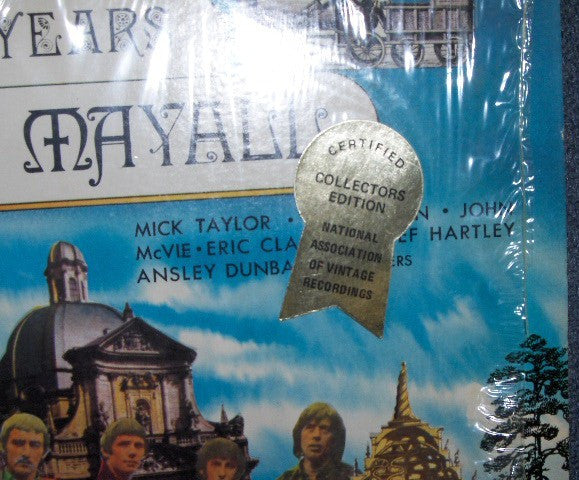 YEARS
MAYALL
CERTIFIED
COLLECTORS
EDITION
NATIONAL
ASSOCIATION
OF VINTAGE
RECORDINGS
MICK TAYLOR • N • JOHN
McVIE • ERIC CLA EF HARTLEY
ANSLEY DUNBA ERS